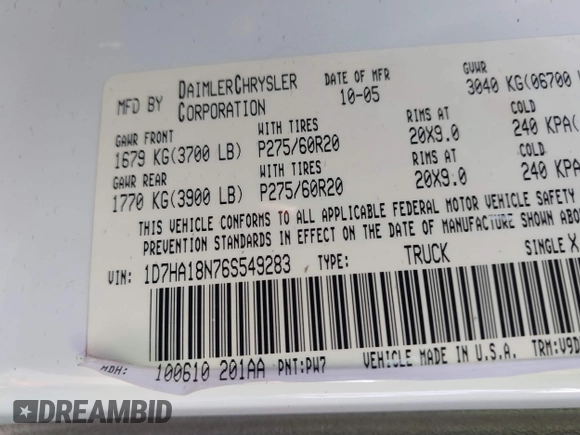 MFD BY DAIMLERCHRYSLER CORPORATION
DATE OF MFR 10-05
GVWR 3040 KG(06700
GAWR FRONT WITH TIRES RIMS AT COLD
1679 KG(3700 LB) P275/60R20 20X9.0 240 KPA(
GAWR REAR WITH TIRES RIMS AT COLD
1770 KG(3900 LB) P275/60R20 20X9.0 240 KPA
THIS VEHICLE CONFORMS TO ALL APPLICABLE FEDERAL MOTOR VEHICLE SAFETY
PREVENTION STANDARDS IN EFFECT ON THE DATE OF MANUFACTURE SHOWN ABOV
VIN: 1D7HA18N76S549283 TYPE: TRUCK SINGLE X
MDH: 100610 201AA PNT:PW7 VEHICLE MADE IN U.S.A. TRM:V9D
DREAMBID